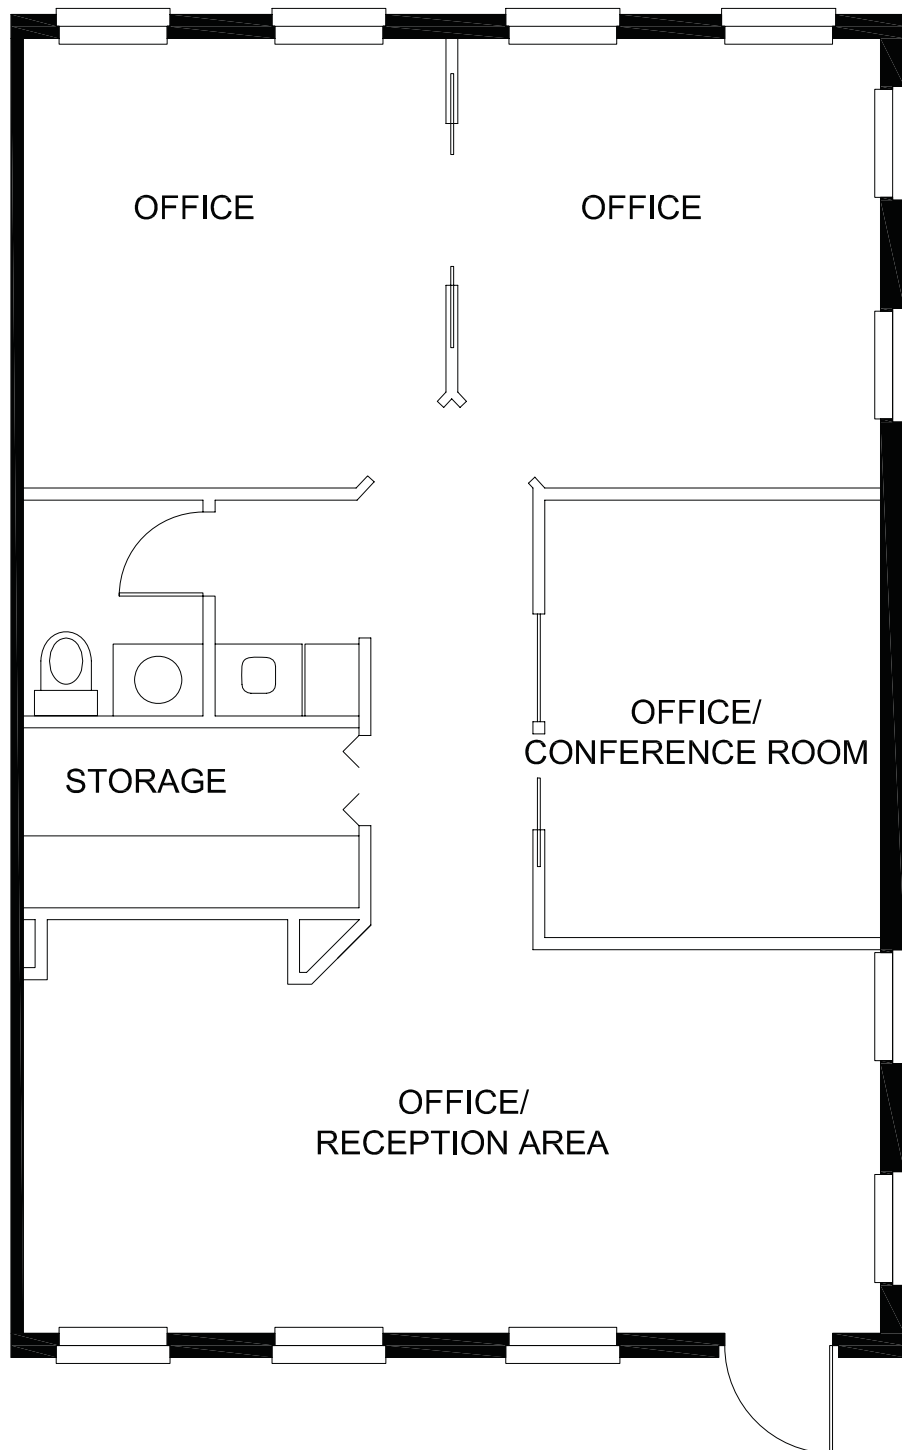 OFFICE
OFFICE
OFFICE/
CONFERENCE ROOM
STORAGE
OFFICE/
RECEPTION AREA